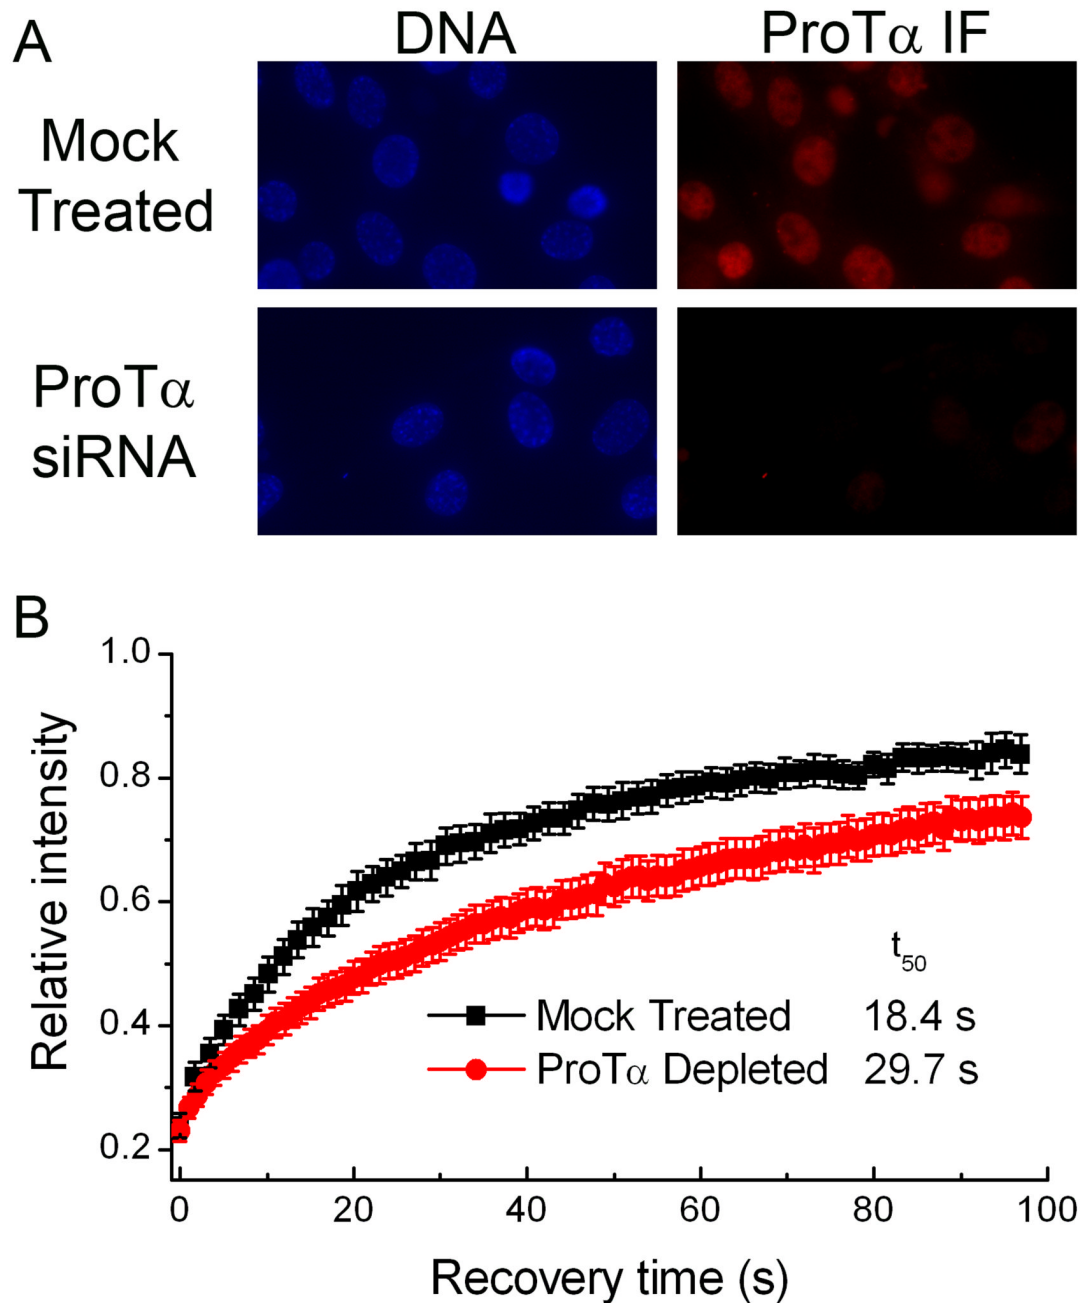 A
DNA
ProTα IF
Mock
Treated
ProTα
siRNA
B
Relative intensity
1.0
0.8
0.6
0.4
0.2
t50
Mock Treated 18.4 s
ProTα Depleted 29.7 s
0 20 40 60 80 100
Recovery time (s)